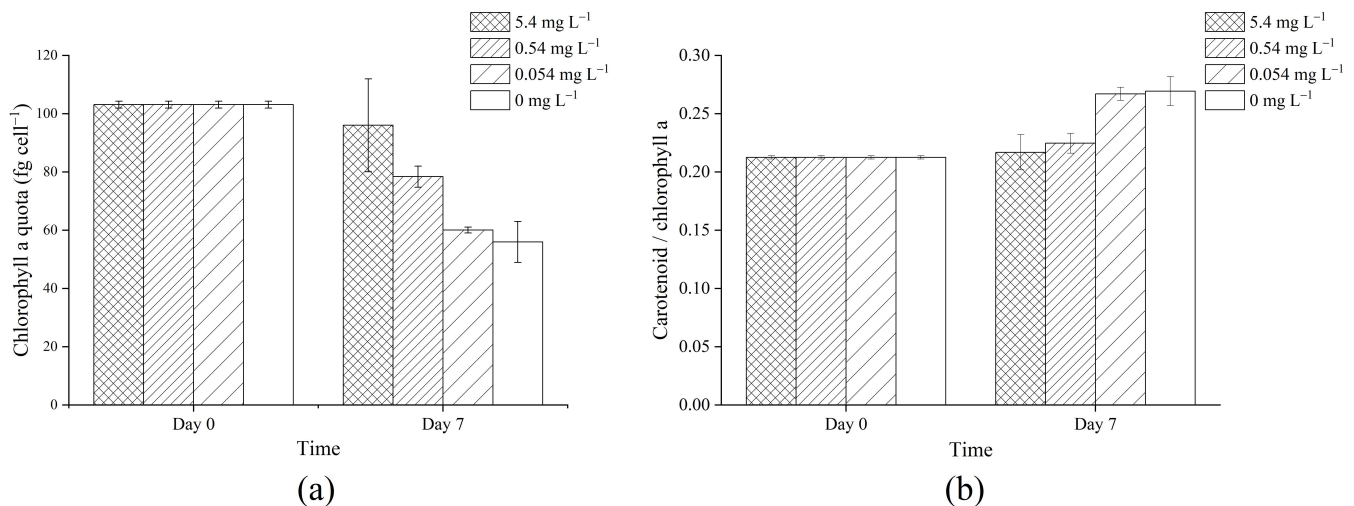 5.4 mg L⁻¹
0.54 mg L⁻¹
0.054 mg L⁻¹
0 mg L⁻¹
120
100
80
60
40
20
0
Chlorophyll a quota (fg cell⁻¹)
Day 0
Day 7
Time
(a)
5.4 mg L⁻¹
0.54 mg L⁻¹
0.054 mg L⁻¹
0 mg L⁻¹
0.30
0.25
0.20
0.15
0.10
0.05
0.00
Carotenoid / chlorophyll a
Day 0
Day 7
Time
(b)